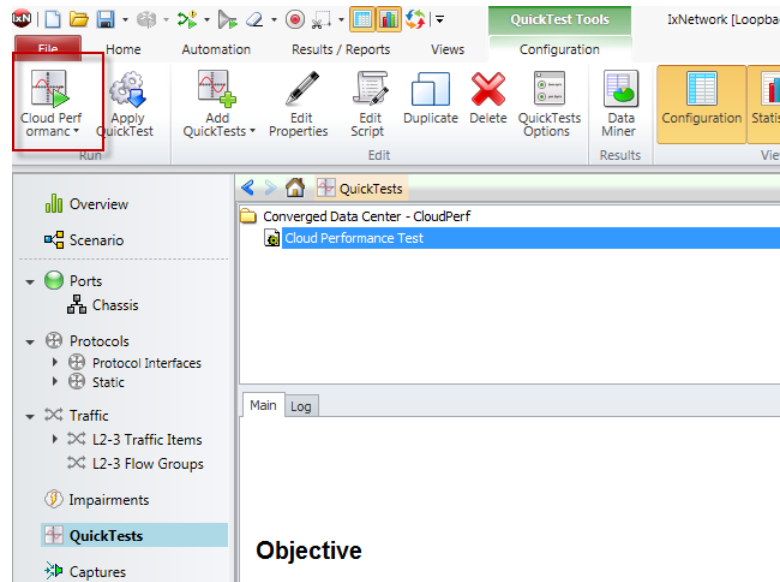 IxN
QuickTest Tools
IxNetwork [Loopba
File
Home
Automation
Results / Reports
Views
Configuration
Cloud Perf
ormanc
Apply
QuickTest
Add
QuickTests
Edit
Properties
Edit
Script
Duplicate
Delete
QuickTests
Options
Data
Miner
Configuration
Statis
Run
Edit
Results
Vie
QuickTests
Overview
Converged Data Center - CloudPerf
Cloud Performance Test
Scenario
Ports
Chassis
Protocols
Protocol Interfaces
Static
Main
Log
Traffic
L2-3 Traffic Items
L2-3 Flow Groups
Impairments
QuickTests
Objective
Captures